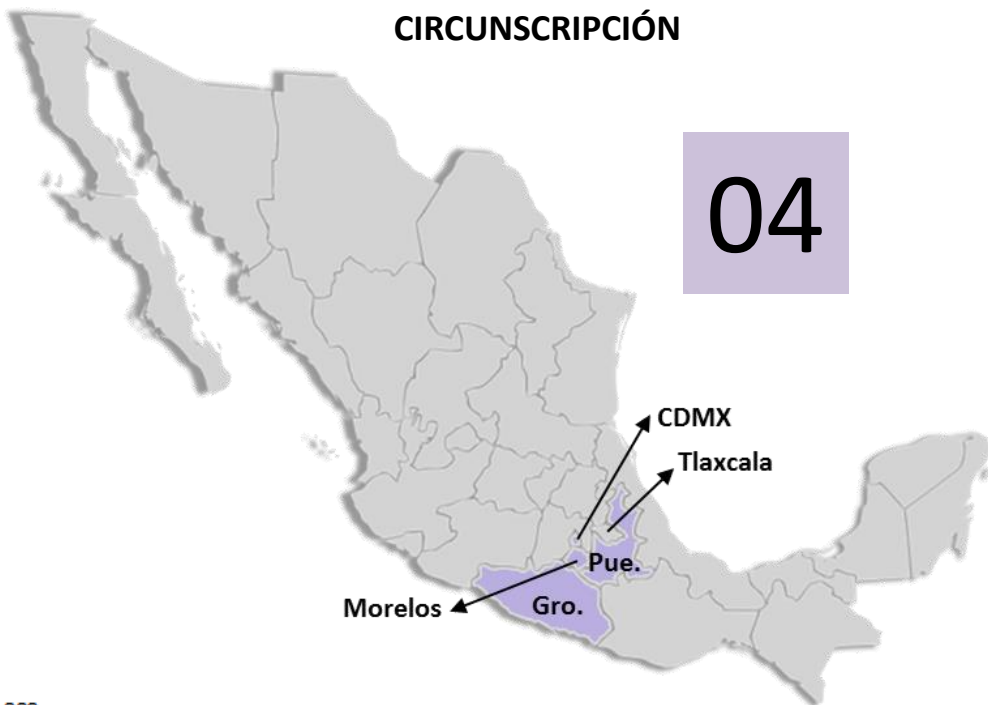 CIRCUNSCRIPCIÓN
04
CDMX
Tlaxcala
Pue.
Morelos
Gro.